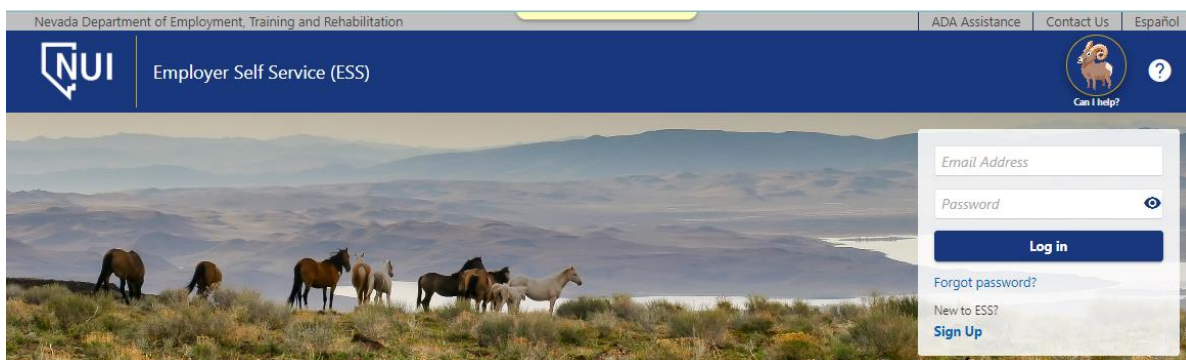 Nevada Department of Employment, Training and Rehabilitation
ADA Assistance
Contact Us
Español
NUI
Employer Self Service (ESS)
Can I help?
?
Email Address
Password
Log in
Forgot password?
New to ESS?
Sign Up